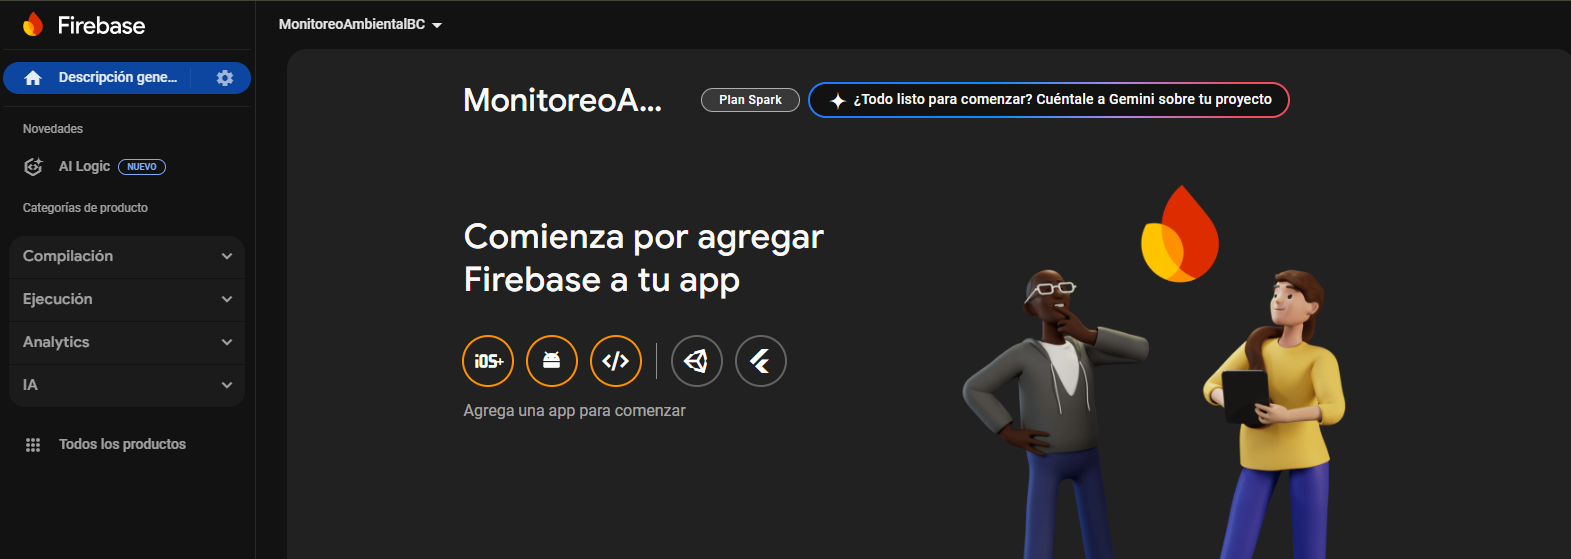 Firebase
MonitoreoAmbientalBC
Descripción gene...
Novedades
AI Logic NUEVO
Categorías de producto
Compilación
Ejecución
Analytics
IA
Todos los productos
MonitoreoA...
Plan Spark
¿Todo listo para comenzar? Cuéntale a Gemini sobre tu proyecto
Comienza por agregar
Firebase a tu app
iOS+
Agrega una app para comenzar